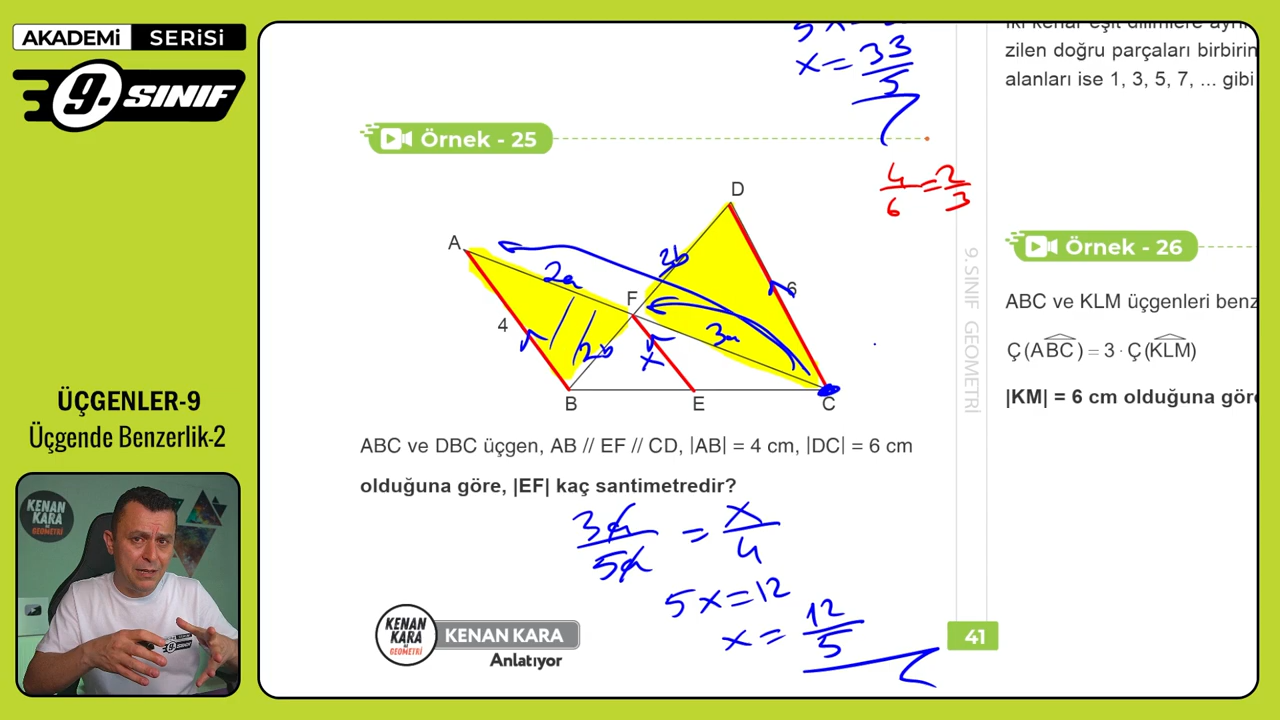 AKADEMİ SERİSİ
9. SINIF
ÜÇGENLER-9
Üçgende Benzerlik-2
KENAN
KARA
ile
GEOMETRİ
x = 33/5
Örnek - 25
4/6 = 2/3
D
A
2b
2a
F
6
4
3a
2b
x
B
E
C
ABC ve DBC üçgen, AB // EF // CD, |AB| = 4 cm, |DC| = 6 cm
olduğuna göre, |EF| kaç santimetredir?
3a/5a = x/4
5x = 12
x = 12/5
KENAN
KARA
ile
GEOMETRİ
KENAN KARA
Anlatıyor
9. SINIF GEOMETRİ
41
zilen doğru parçaları birbirin
alanları ise 1, 3, 5, 7, ... gibi
Örnek - 26
ABC ve KLM üçgenleri benz
Ç(ABC) = 3 · Ç(KLM)
|KM| = 6 cm olduğuna göre